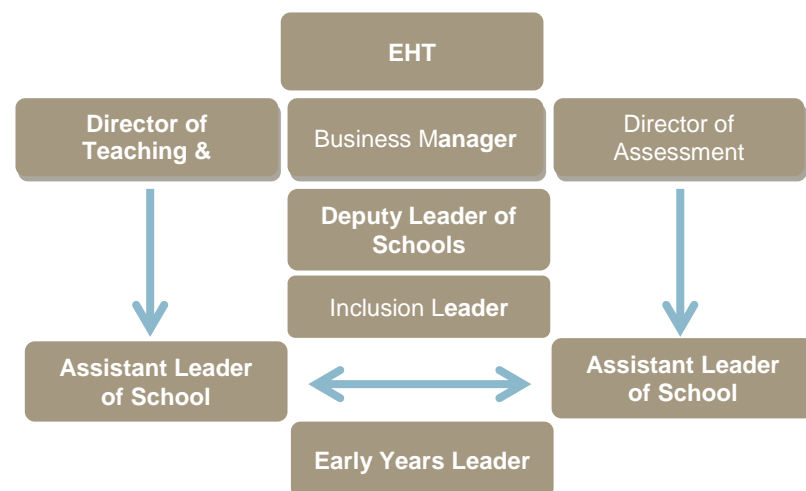 EHT
Director of
Teaching &
Business Manager
Director of
Assessment
Deputy Leader of
Schools
Inclusion Leader
Assistant Leader
of School
Assistant Leader
of School
Early Years Leader